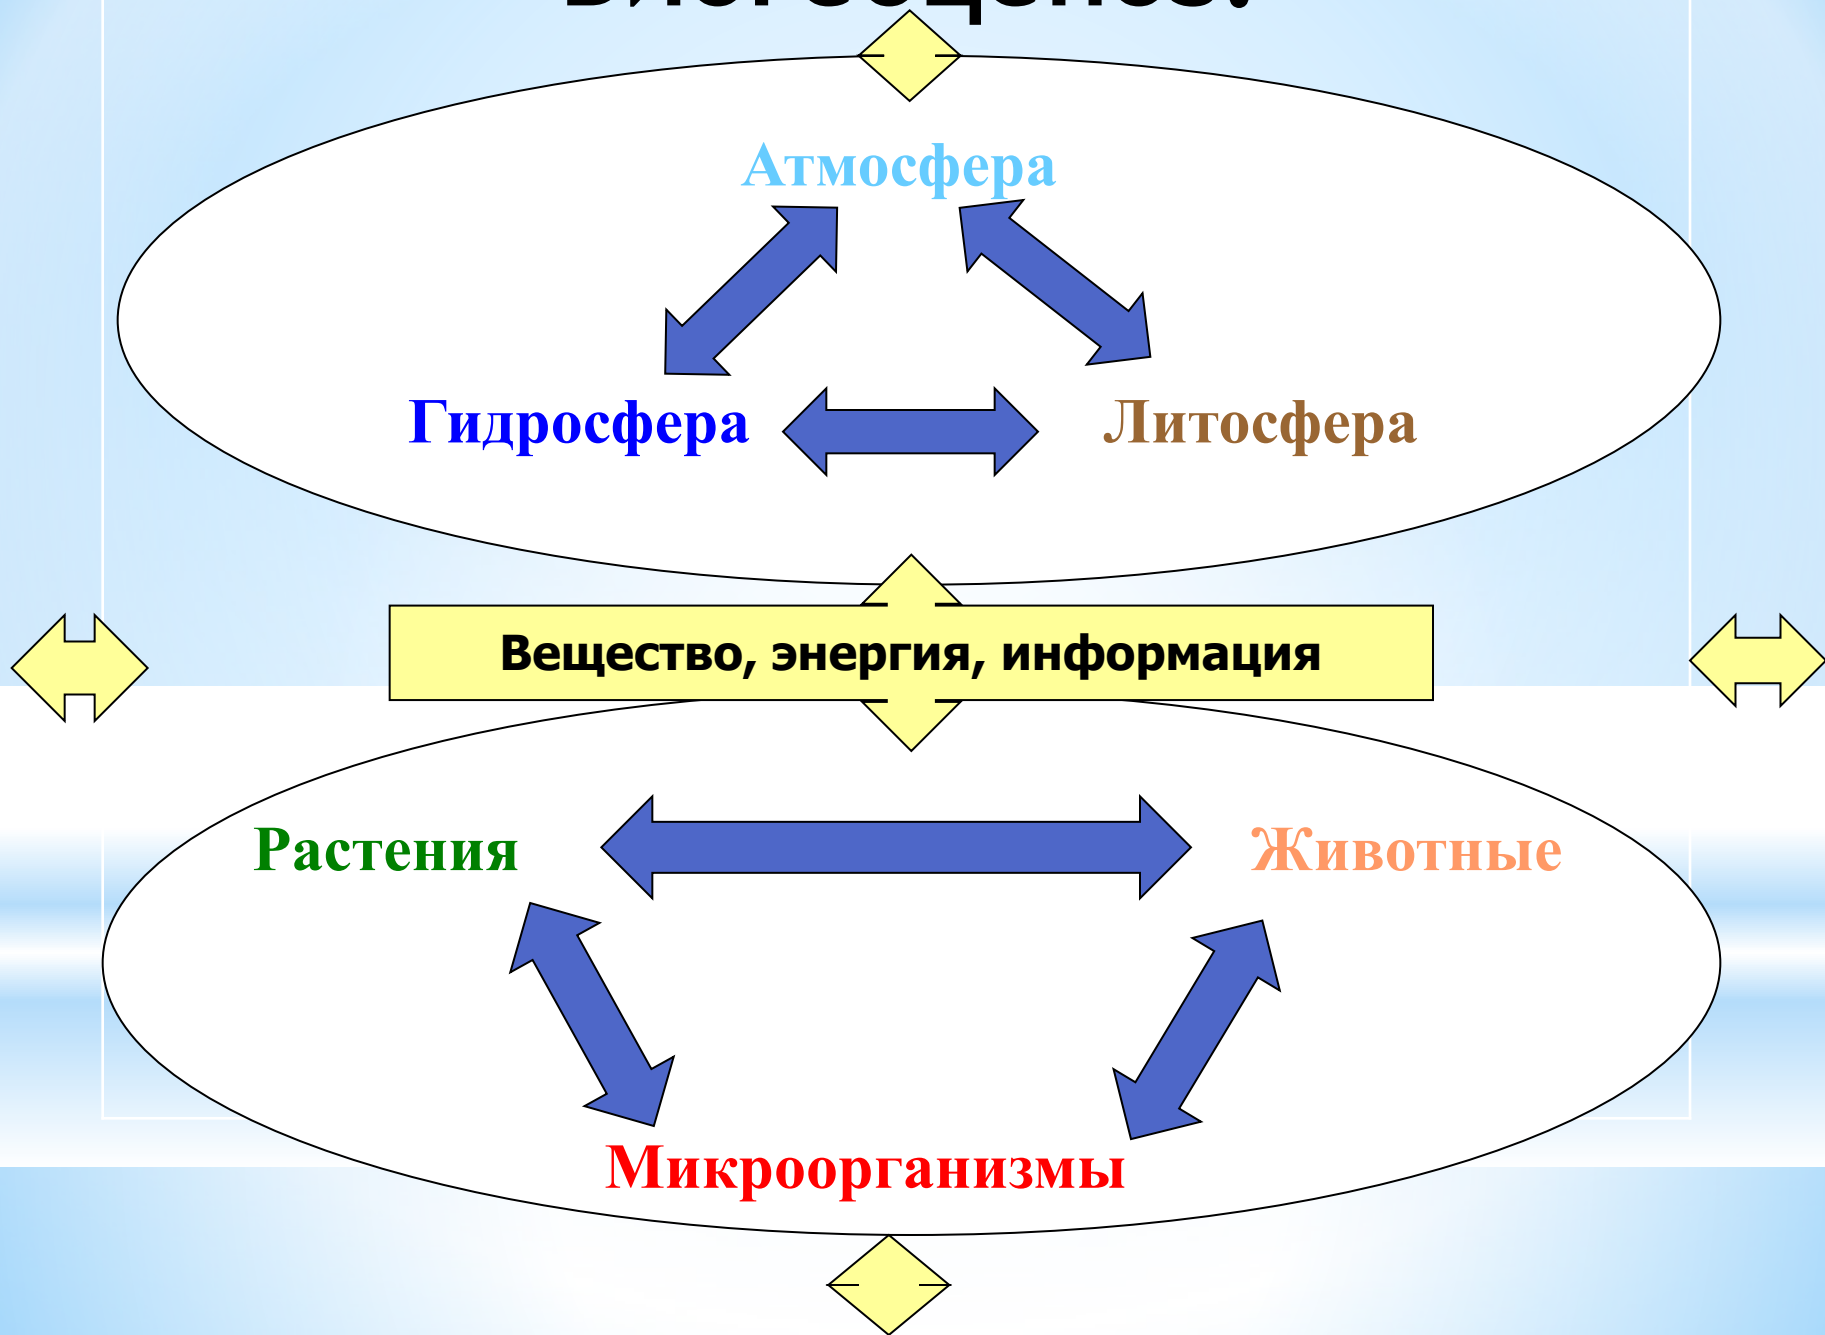 Атмосфера
Гидросфера Литосфера
Вещество, энергия, информация
Растения Животные
Микроорганизмы